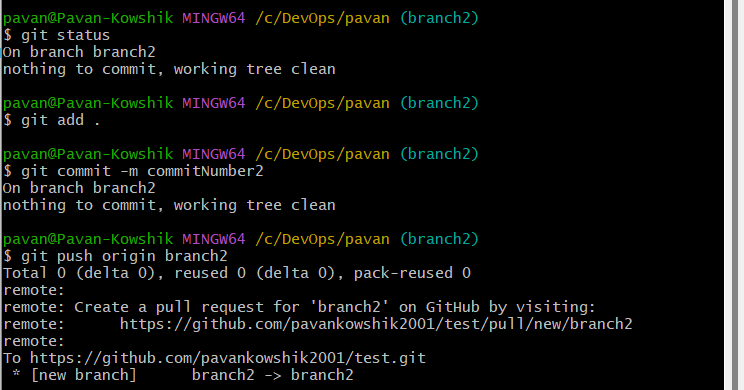 pavan@Pavan-Kowshik MINGW64 /c/DevOps/pavan (branch2)
$ git status
On branch branch2
nothing to commit, working tree clean
pavan@Pavan-Kowshik MINGW64 /c/DevOps/pavan (branch2)
$ git add .
pavan@Pavan-Kowshik MINGW64 /c/DevOps/pavan (branch2)
$ git commit -m commitNumber2
On branch branch2
nothing to commit, working tree clean
pavan@Pavan-Kowshik MINGW64 /c/DevOps/pavan (branch2)
$ git push origin branch2
Total 0 (delta 0), reused 0 (delta 0), pack-reused 0
remote:
remote: Create a pull request for 'branch2' on GitHub by visiting:
remote:      https://github.com/pavankowshik2001/test/pull/new/branch2
remote:
To https://github.com/pavankowshik2001/test.git
 * [new branch]      branch2 -> branch2